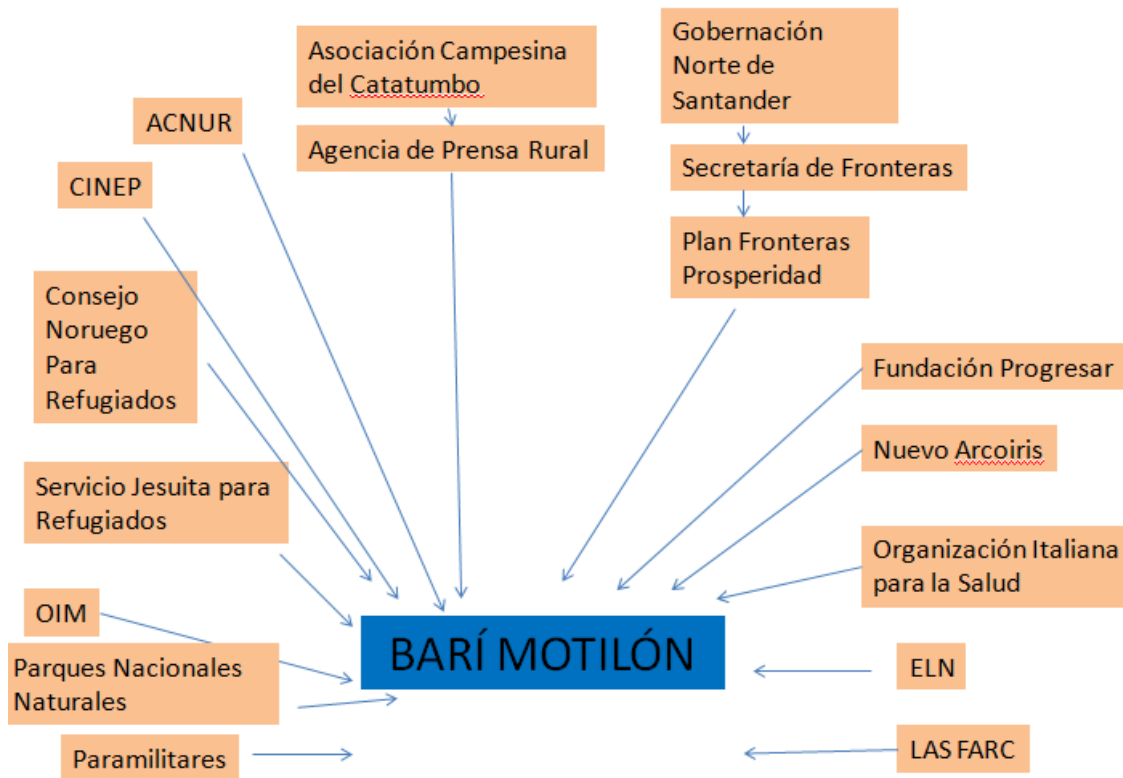 Gobernación
Norte de
Santander
Asociación Campesina
del Catatumbo
ACNUR
Agencia de Prensa Rural
Secretaría de Fronteras
CINEP
Plan Fronteras
Prosperidad
Consejo
Noruego
Para
Refugiados
Fundación Progresar
Nuevo Arcoiris
Servicio Jesuita para
Refugiados
Organización Italiana
para la Salud
OIM
BARÍ MOTILÓN
Parques Nacionales
Naturales
ELN
Paramilitares
LAS FARC